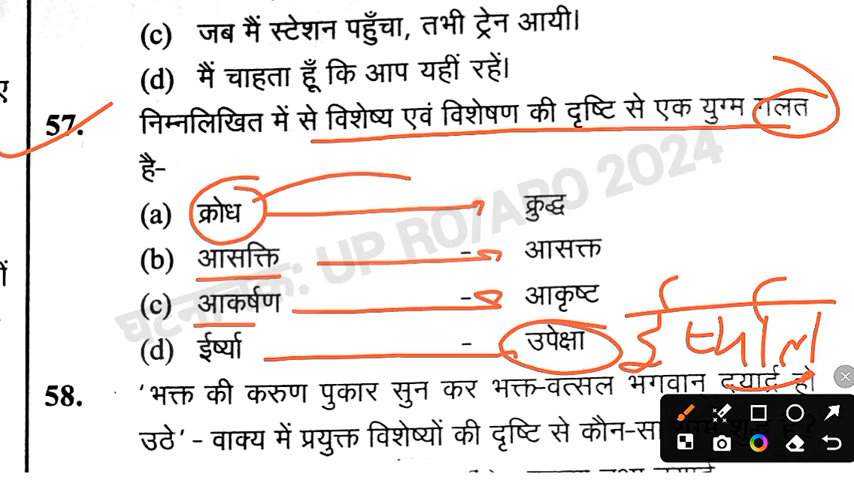 (c) जब मैं स्टेशन पहुँचा, तभी ट्रेन आयी।
(d) मैं चाहता हूँ कि आप यहीं रहें।
57. निम्नलिखित में से विशेष्य एवं विशेषण की दृष्टि से एक युग्म गलत
है-
(a) क्रोध क्रुद्ध
(b) आसक्ति - आसक्त
(c) आकर्षण - आकृष्ट
(d) ईर्ष्या - उपेक्षा ईर्ष्याल
58. 'भक्त की करुण पुकार सुन कर भक्त-वत्सल भगवान दयार्द्र हो
उठे' - वाक्य में प्रयुक्त विशेष्यों की दृष्टि से कौन-सा
UP RO/ARO 2024